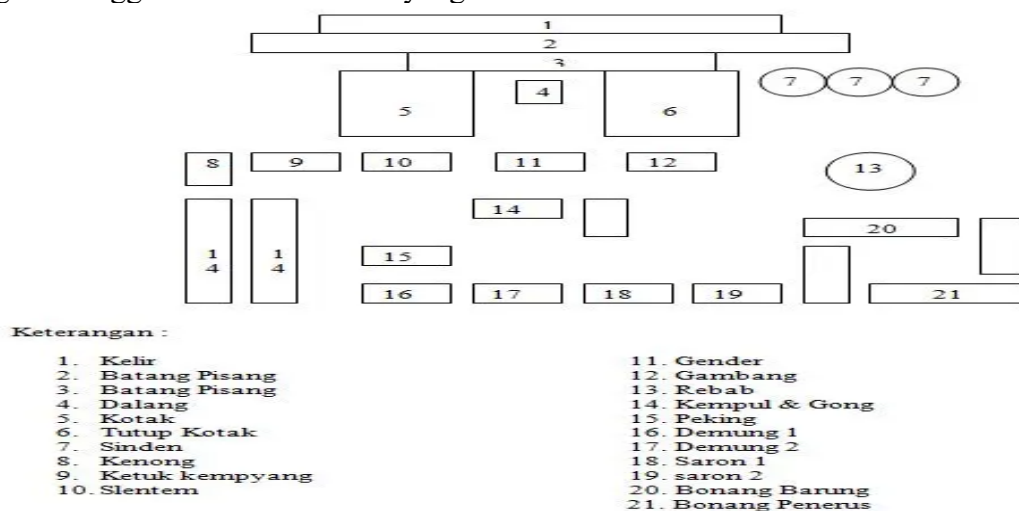 1
2
3
4
5
6
7 7 7
8 9 10 11 12
13
14
20
1
4
1
4
15
16 17 18 19 21
Keterangan :
1. Kelir
2. Batang Pisang
3. Batang Pisang
4. Dalang
5. Kotak
6. Tutup Kotak
7. Sinden
8. Kenong
9. Ketuk kempyang
10. Slentem
11. Gender
12. Gambang
13. Rebab
14. Kempul & Gong
15. Peking
16. Demung 1
17. Demung 2
18. Saron 1
19. saron 2
20. Bonang Barung
21. Bonang Penerus